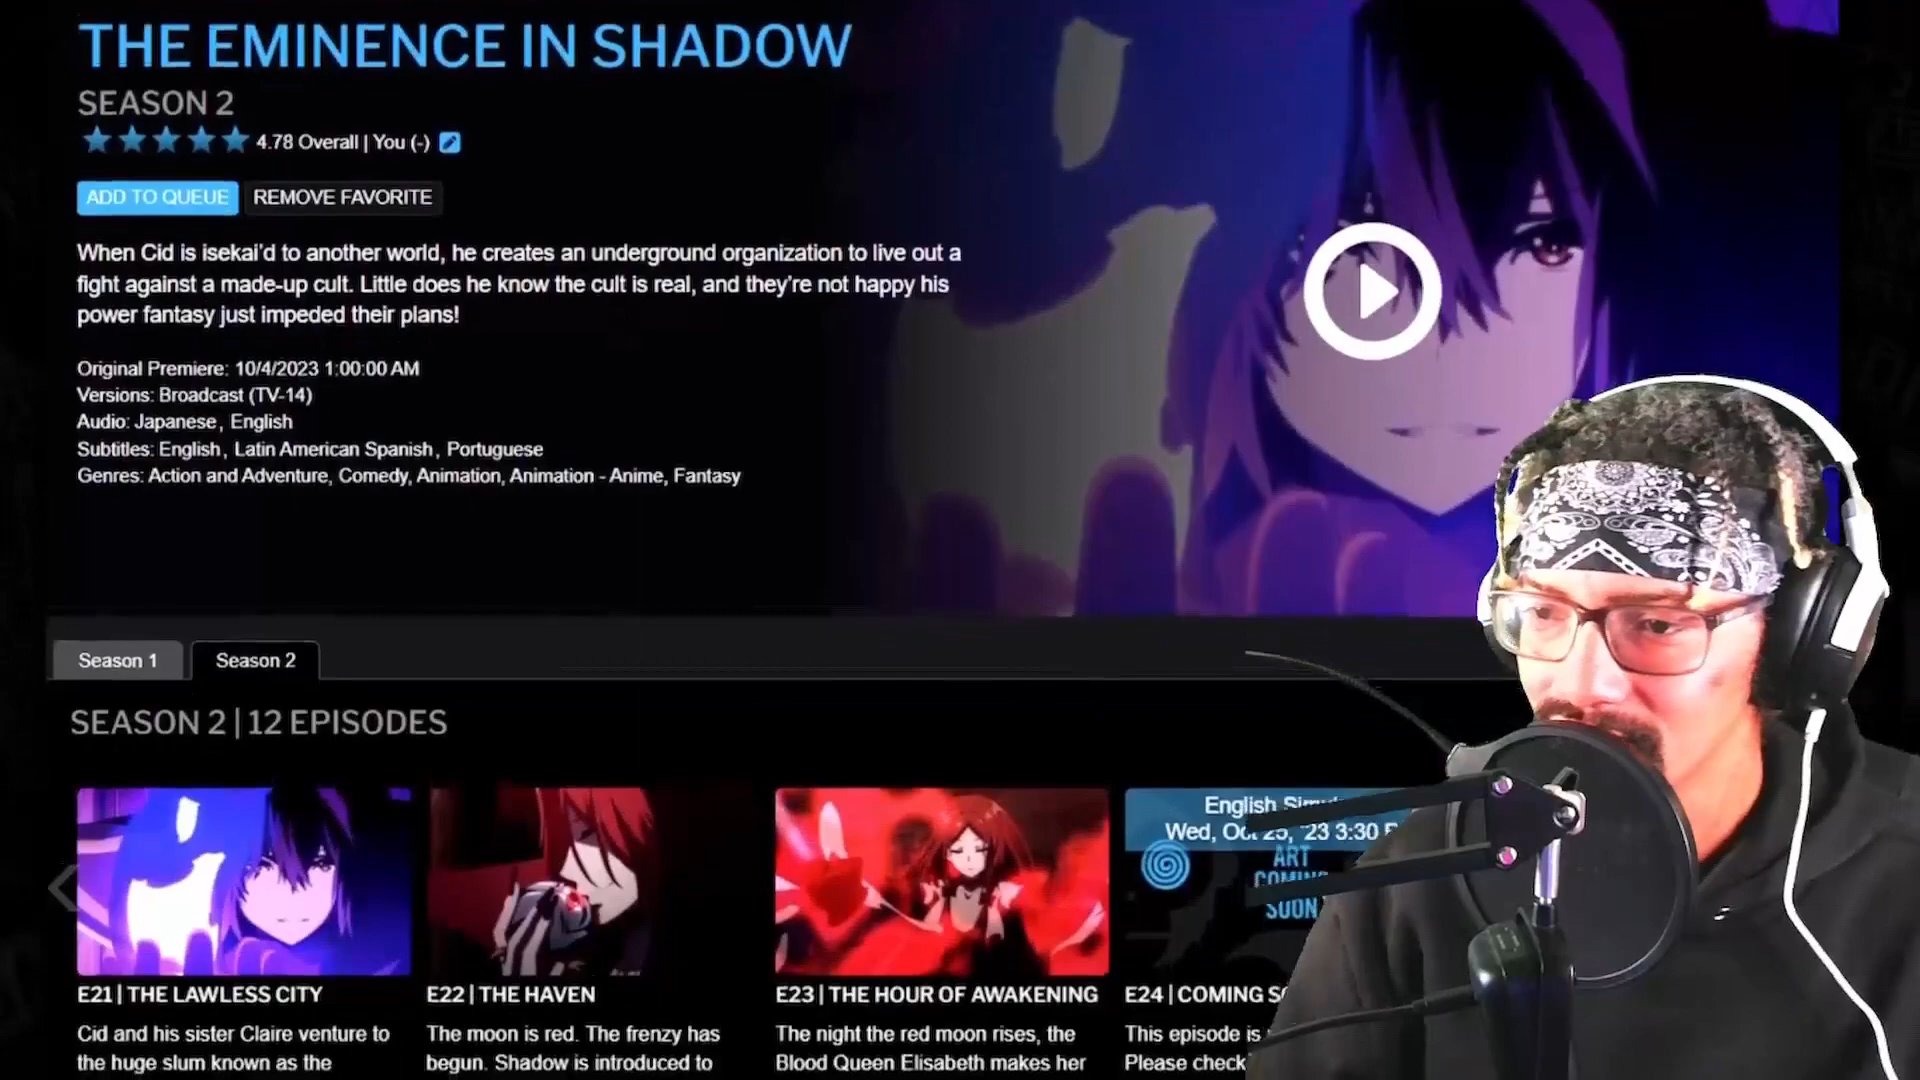 THE EMINENCE IN SHADOW
SEASON 2
4.78 Overall | You (-)
ADD TO QUEUE
REMOVE FAVORITE
When Cid is isekai'd to another world, he creates an underground organization to live out a
fight against a made-up cult. Little does he know the cult is real, and they're not happy his
power fantasy just impeded their plans!
Original Premiere: 10/4/2023 1:00:00 AM
Versions: Broadcast (TV-14)
Audio: Japanese, English
Subtitles: English, Latin American Spanish, Portuguese
Genres: Action and Adventure, Comedy, Animation, Animation - Anime, Fantasy
Season 1
Season 2
SEASON 2 | 12 EPISODES
English
Wed, Oct 25, '23 3:30
ART
COMING
SOON
E21 | THE LAWLESS CITY
Cid and his sister Claire venture to
the huge slum known as the
E22 | THE HAVEN
The moon is red. The frenzy has
begun. Shadow is introduced to
E23 | THE HOUR OF AWAKENING
The night the red moon rises, the
Blood Queen Elisabeth makes her
E24 | COMING
This episode is
Please check